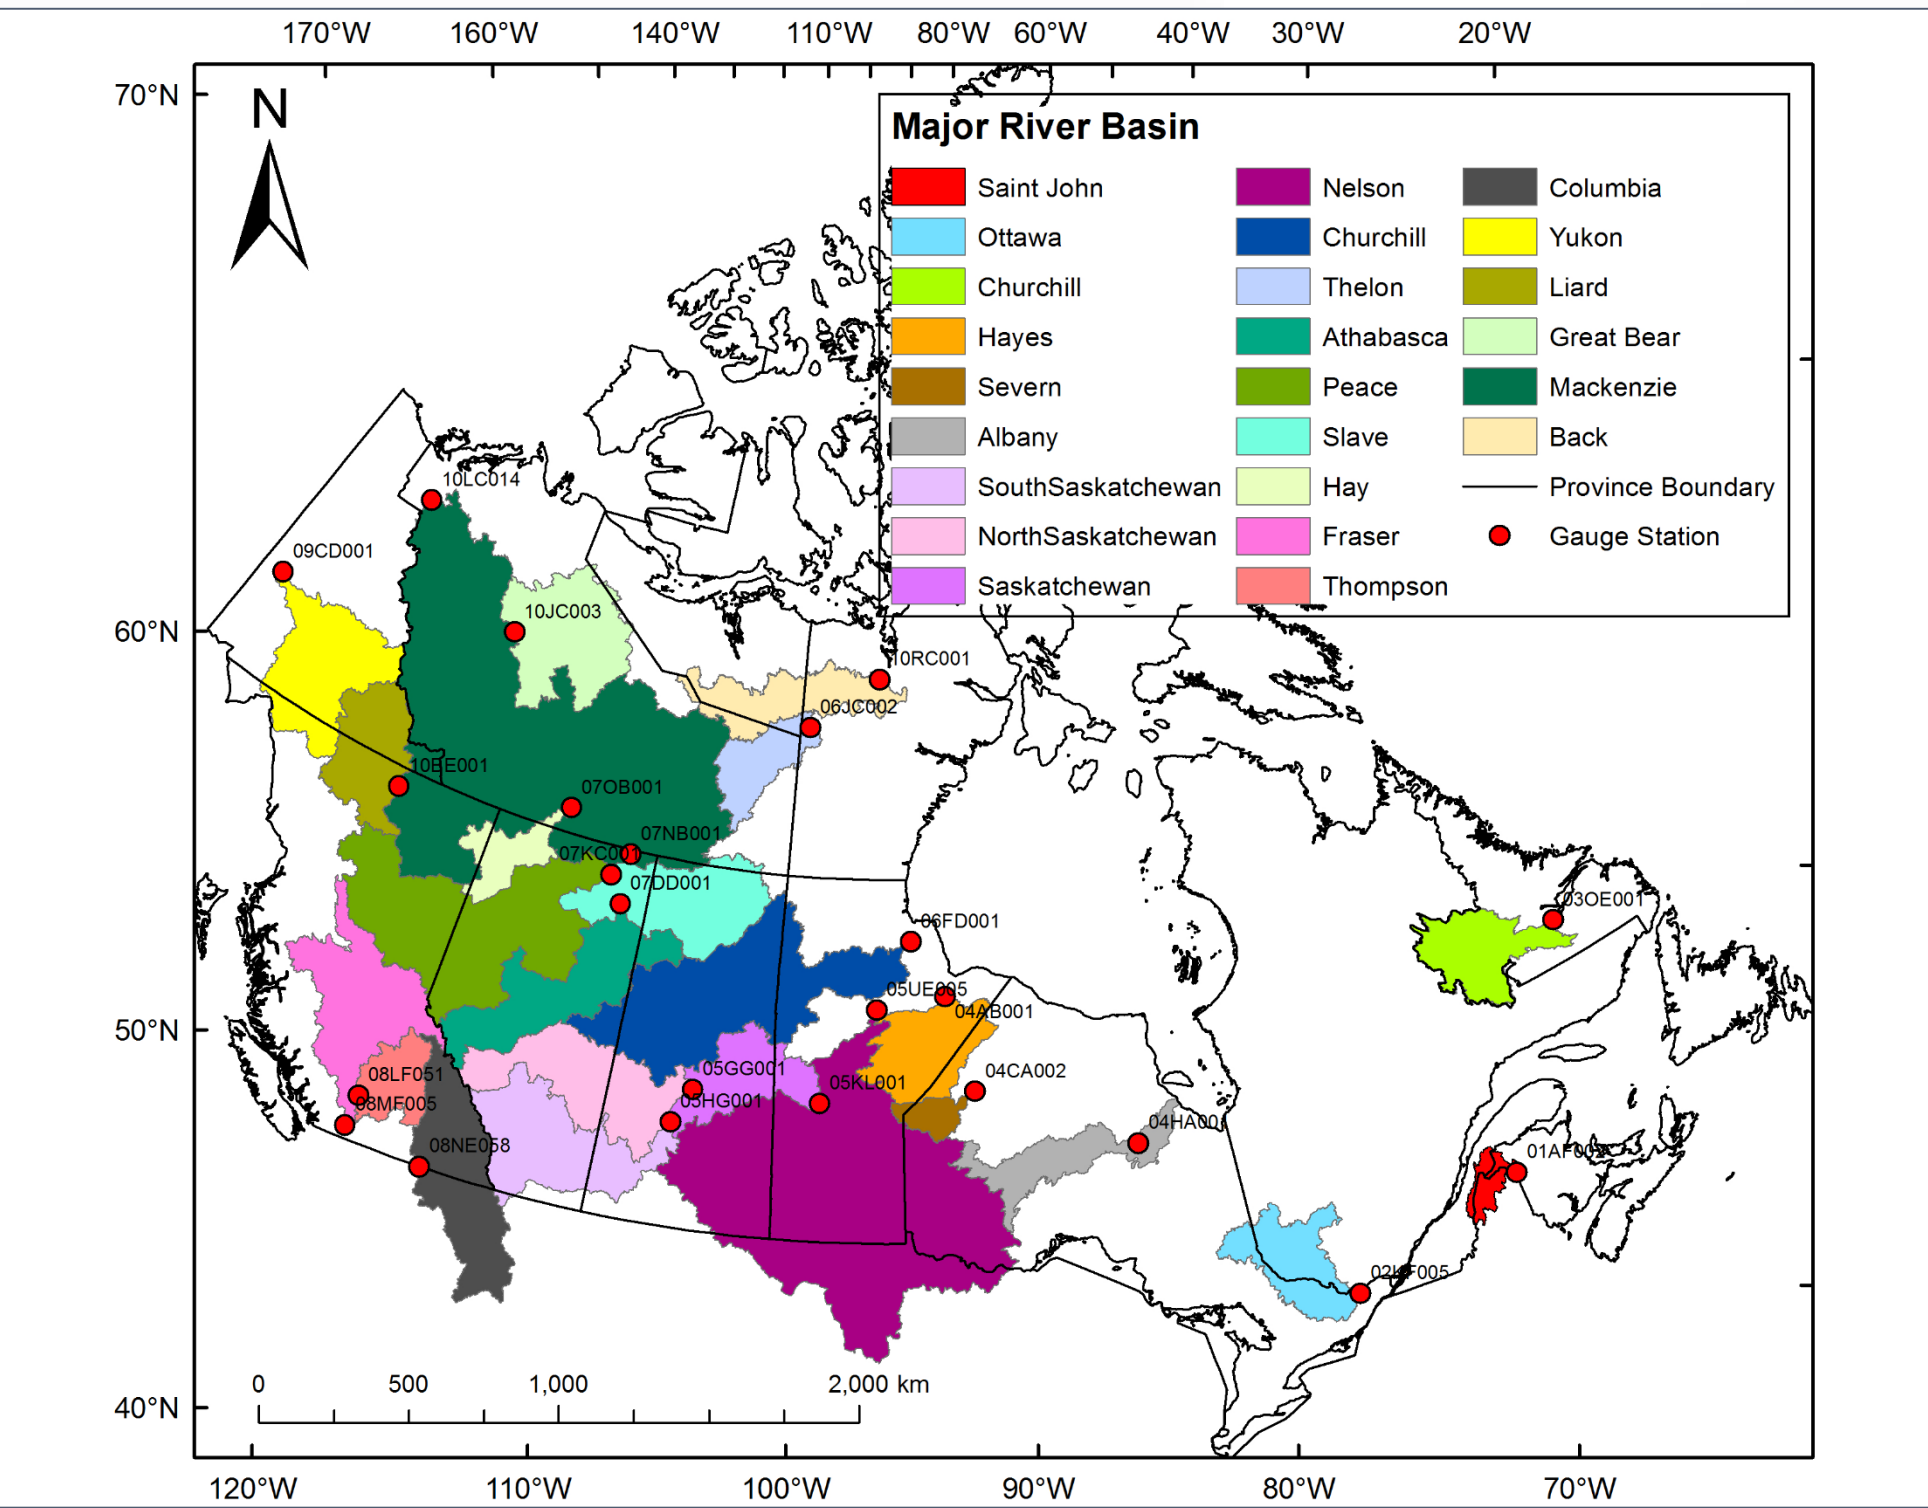 170°W 160°W 140°W 110°W 80°W 60°W 40°W 30°W 20°W
70°N
N
Major River Basin
Saint John Nelson Columbia
Ottawa Churchill Yukon
Churchill Thelon Liard
Hayes Athabasca Great Bear
Severn Peace Mackenzie
Albany Slave Back
SouthSaskatchewan Hay Province Boundary
NorthSaskatchewan Fraser Gauge Station
Saskatchewan Thompson
10LC014
09CD001
10JC003
60°N
10RC001
06JC002
10BE001
07OB001
07NB001
07KC001
07DD001
03OE001
06FD001
05UE005
04AB001
50°N
08LF051
05GG001
05KL001
04CA002
08MF005
05HG001
04HA001
08NE058
01AF002
02KF005
0 500 1,000 2,000 km
40°N
120°W 110°W 100°W 90°W 80°W 70°W